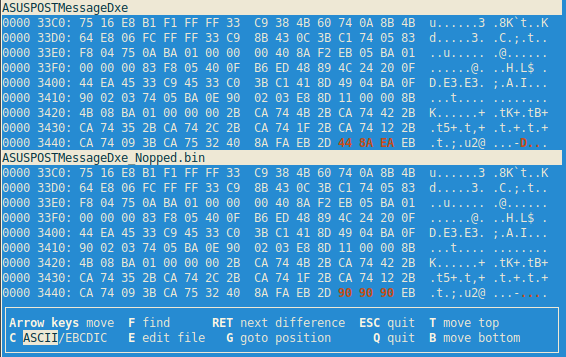 ASUSPOSTMessageDxe
0000 33C0: 75 16 E8 B1 F1 FF FF 33 C9 38 4B 60 74 0A 8B 4B u......3 .8K`t..K
0000 33D0: 64 E8 06 FC FF FF 33 C9 8B 43 0C 3B C1 74 05 83 d.....3. .C.;.t..
0000 33E0: F8 04 75 0A BA 01 00 00 00 40 8A F2 EB 05 BA 01 ..u..... .@......
0000 33F0: 00 00 00 83 F8 05 40 0F B6 ED 48 89 4C 24 20 0F ......@. ..H.L$ .
0000 3400: 44 EA 45 33 C9 45 33 C0 3B C1 41 8D 49 04 BA 0F D.E3.E3. ;.A.I...
0000 3410: 90 02 03 74 05 BA 0E 90 02 03 E8 8D 11 00 00 8B ...t.... ........
0000 3420: 4B 08 BA 01 00 00 00 2B CA 74 4B 2B CA 74 42 2B K......+ .tK+.tB+
0000 3430: CA 74 35 2B CA 74 2C 2B CA 74 1F 2B CA 74 12 2B .t5+.t,+ .t.+.t.+
0000 3440: CA 74 09 3B CA 75 32 40 8A FA EB 2D 44 8A EA EB .t.;.u2@ ...-D...
ASUSPOSTMessageDxe_Nopped.bin
0000 33C0: 75 16 E8 B1 F1 FF FF 33 C9 38 4B 60 74 0A 8B 4B u......3 .8K`t..K
0000 33D0: 64 E8 06 FC FF FF 33 C9 8B 43 0C 3B C1 74 05 83 d.....3. .C.;.t..
0000 33E0: F8 04 75 0A BA 01 00 00 00 40 8A F2 EB 05 BA 01 ..u..... .@......
0000 33F0: 00 00 00 83 F8 05 40 0F B6 ED 48 89 4C 24 20 0F ......@. ..H.L$ .
0000 3400: 44 EA 45 33 C9 45 33 C0 3B C1 41 8D 49 04 BA 0F D.E3.E3. ;.A.I...
0000 3410: 90 02 03 74 05 BA 0E 90 02 03 E8 8D 11 00 00 8B ...t.... ........
0000 3420: 4B 08 BA 01 00 00 00 2B CA 74 4B 2B CA 74 42 2B K......+ .tK+.tB+
0000 3430: CA 74 35 2B CA 74 2C 2B CA 74 1F 2B CA 74 12 2B .t5+.t,+ .t.+.t.+
0000 3440: CA 74 09 3B CA 75 32 40 8A FA EB 2D 90 90 90 EB .t.;.u2@ ...-....
Arrow keys move F find RET next difference ESC quit T move top
C ASCII/EBCDIC E edit file G goto position Q quit B move bottom